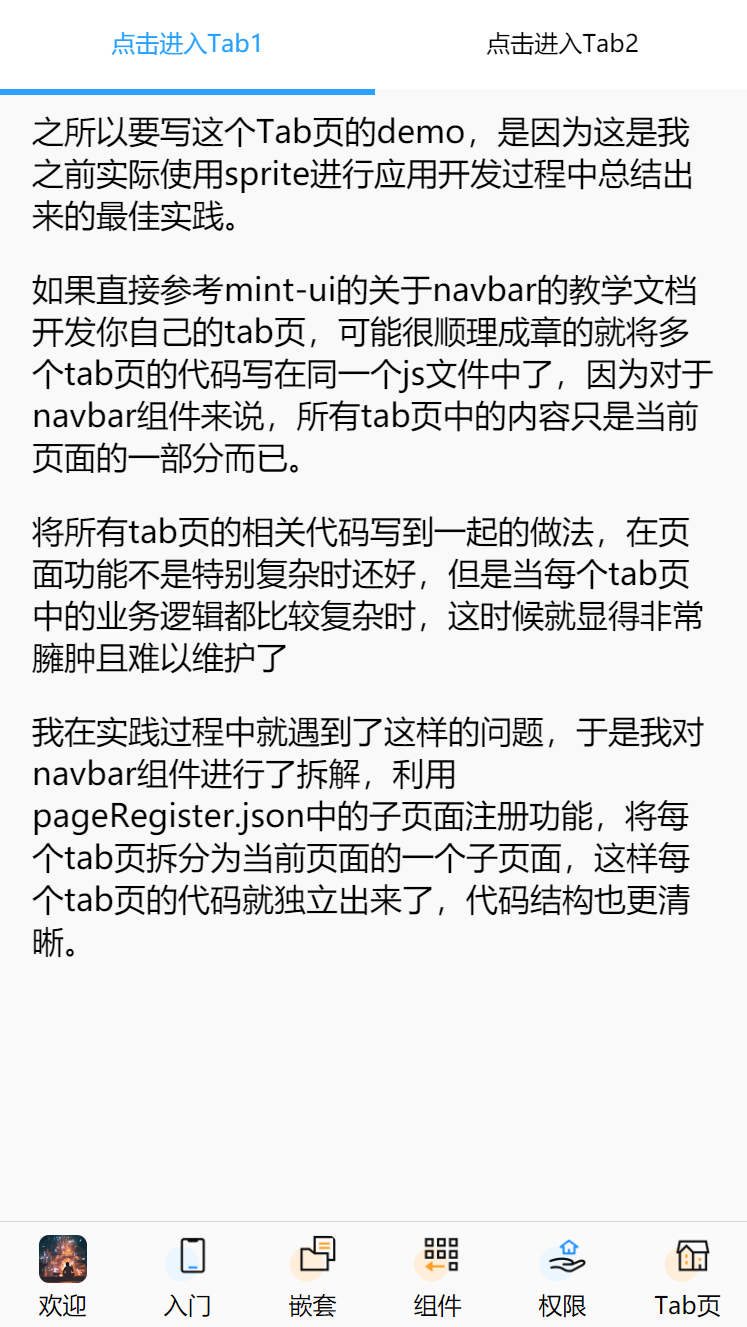 点击进入Tab1 点击进入Tab2
之所以要写这个Tab页的demo，是因为这是我
之前实际使用sprite进行应用开发过程中总结出
来的最佳实践。
如果直接参考mint-ui的关于navbar的教学文档
开发你自己的tab页，可能很顺理成章的就将多
个tab页的代码写在同一个js文件中了，因为对于
navbar组件来说，所有tab页中的内容只是当前
页面的一部分而已。
将所有tab页的相关代码写到一起的做法，在页
面功能不是特别复杂时还好，但是当每个tab页
中的业务逻辑都比较复杂时，这时候就显得非常
臃肿且难以维护了
我在实践过程中就遇到了这样的问题，于是我对
navbar组件进行了拆解，利用
pageRegister.json中的子页面注册功能，将每
个tab页拆分为当前页面的一个子页面，这样每
个tab页的代码就独立出来了，代码结构也更清
晰。
欢迎 入门 嵌套 组件 权限 Tab页